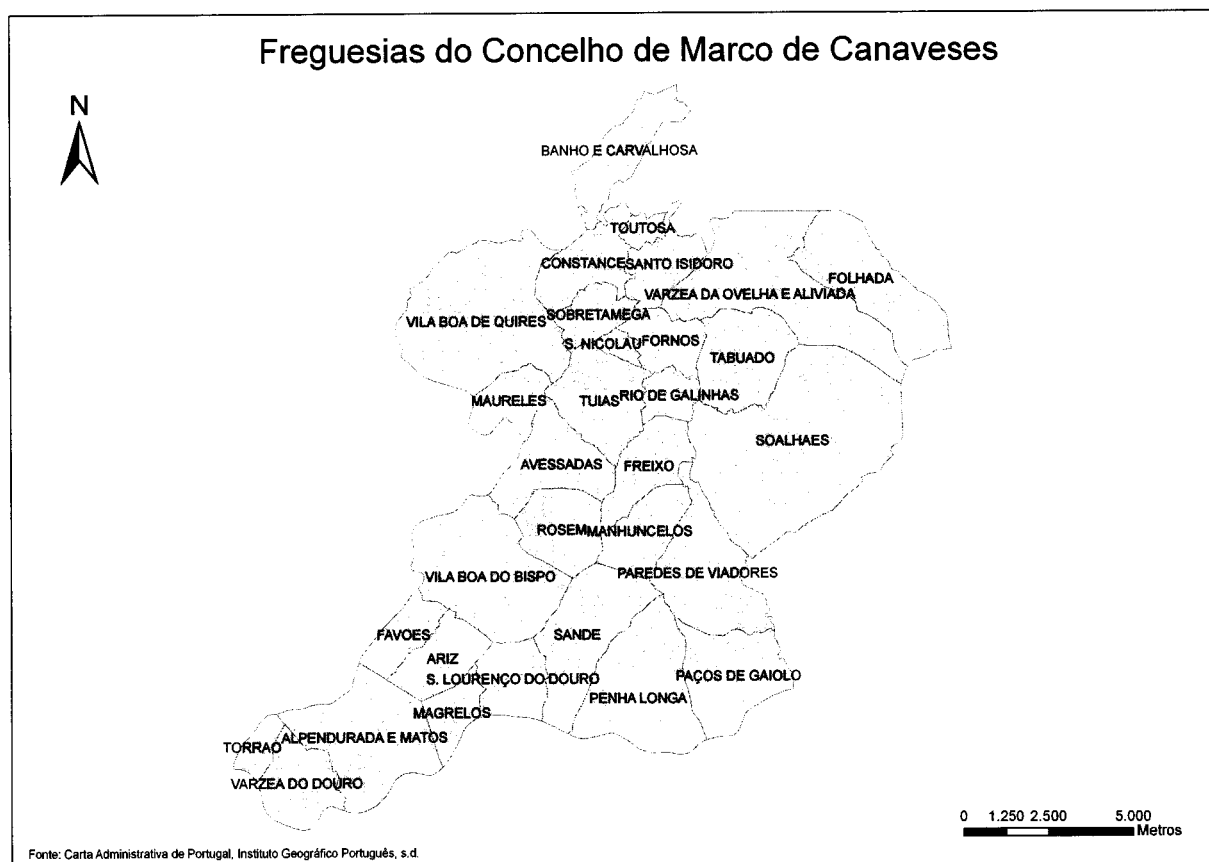 Freguesias do Concelho de Marco de Canaveses
N
BANHO E CARVALHOSA
TOUTOSA
CONSTANCE
SANTO ISIDORO
FOLHADA
VARZEA DA OVELHA E ALIVIADA
SOBRETAMEGA
VILA BOA DE QUIRES
S. NICOLAU
FORNOS
TABUADO
MAURELES
TUIAS
RIO DE GALINHAS
SOALHAES
AVESSADAS
FREIXO
ROSEM
MANHUNCELOS
VILA BOA DO BISPO
PAREDES DE VIADORES
FAVOES
SANDE
ARIZ
S. LOURENÇO DO DOURO
PAÇOS DE GAIOLO
PENHA LONGA
MAGRELOS
ALPENDURADA E MATOS
TORRAO
VARZEA DO DOURO
0 1.250 2.500 5.000
Metros
Fonte: Carta Administrativa de Portugal, Instituto Geográfico Português, s.d.